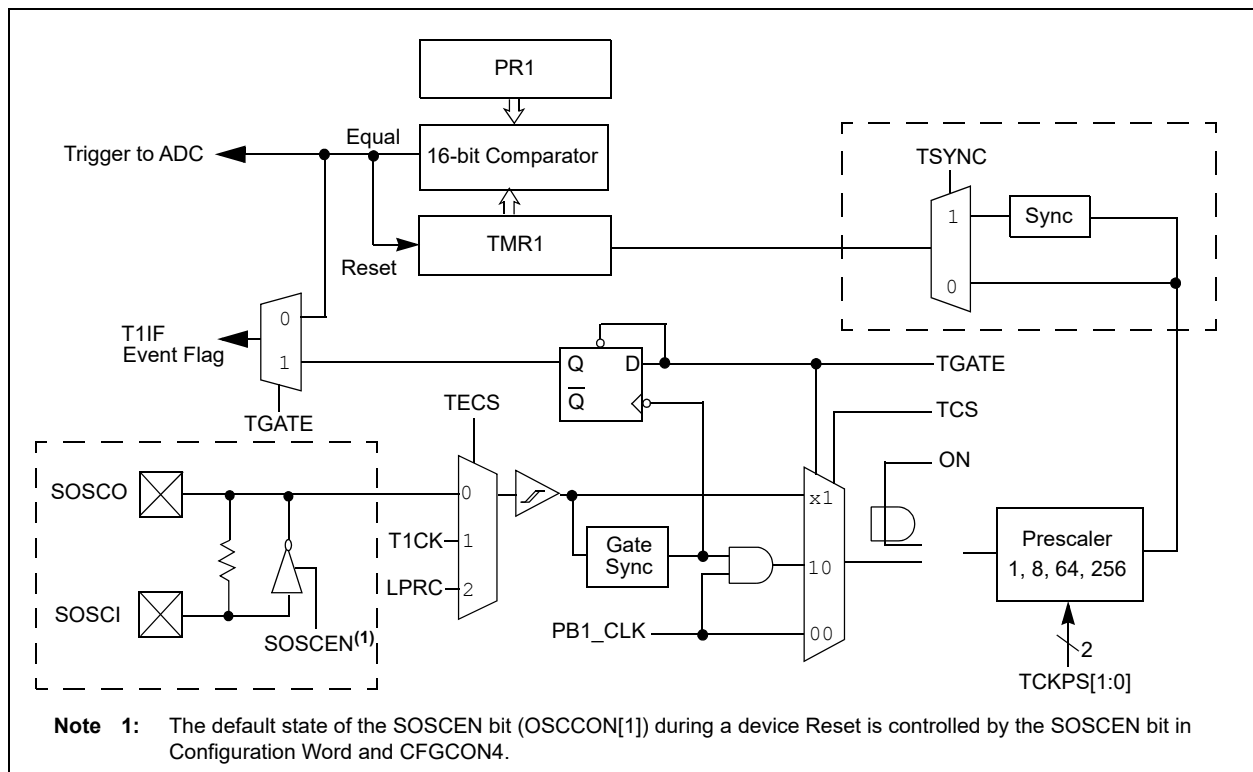 PR1
Equal
Trigger to ADC
16-bit Comparator
TSYNC
1
Sync
TMR1
Reset
0
0
T1IF
Event Flag
1
Q
D
TGATE
Q
TGATE
TECS
TCS
ON
SOSCO
0
x1
T1CK
1
Gate
Sync
Prescaler
1, 8, 64, 256
10
LPRC
2
SOSCI
SOSCEN(1)
PB1_CLK
00
2
TCKPS[1:0]
Note 1: The default state of the SOSCEN bit (OSCCON[1]) during a device Reset is controlled by the SOSCEN bit in
Configuration Word and CFGCON4.